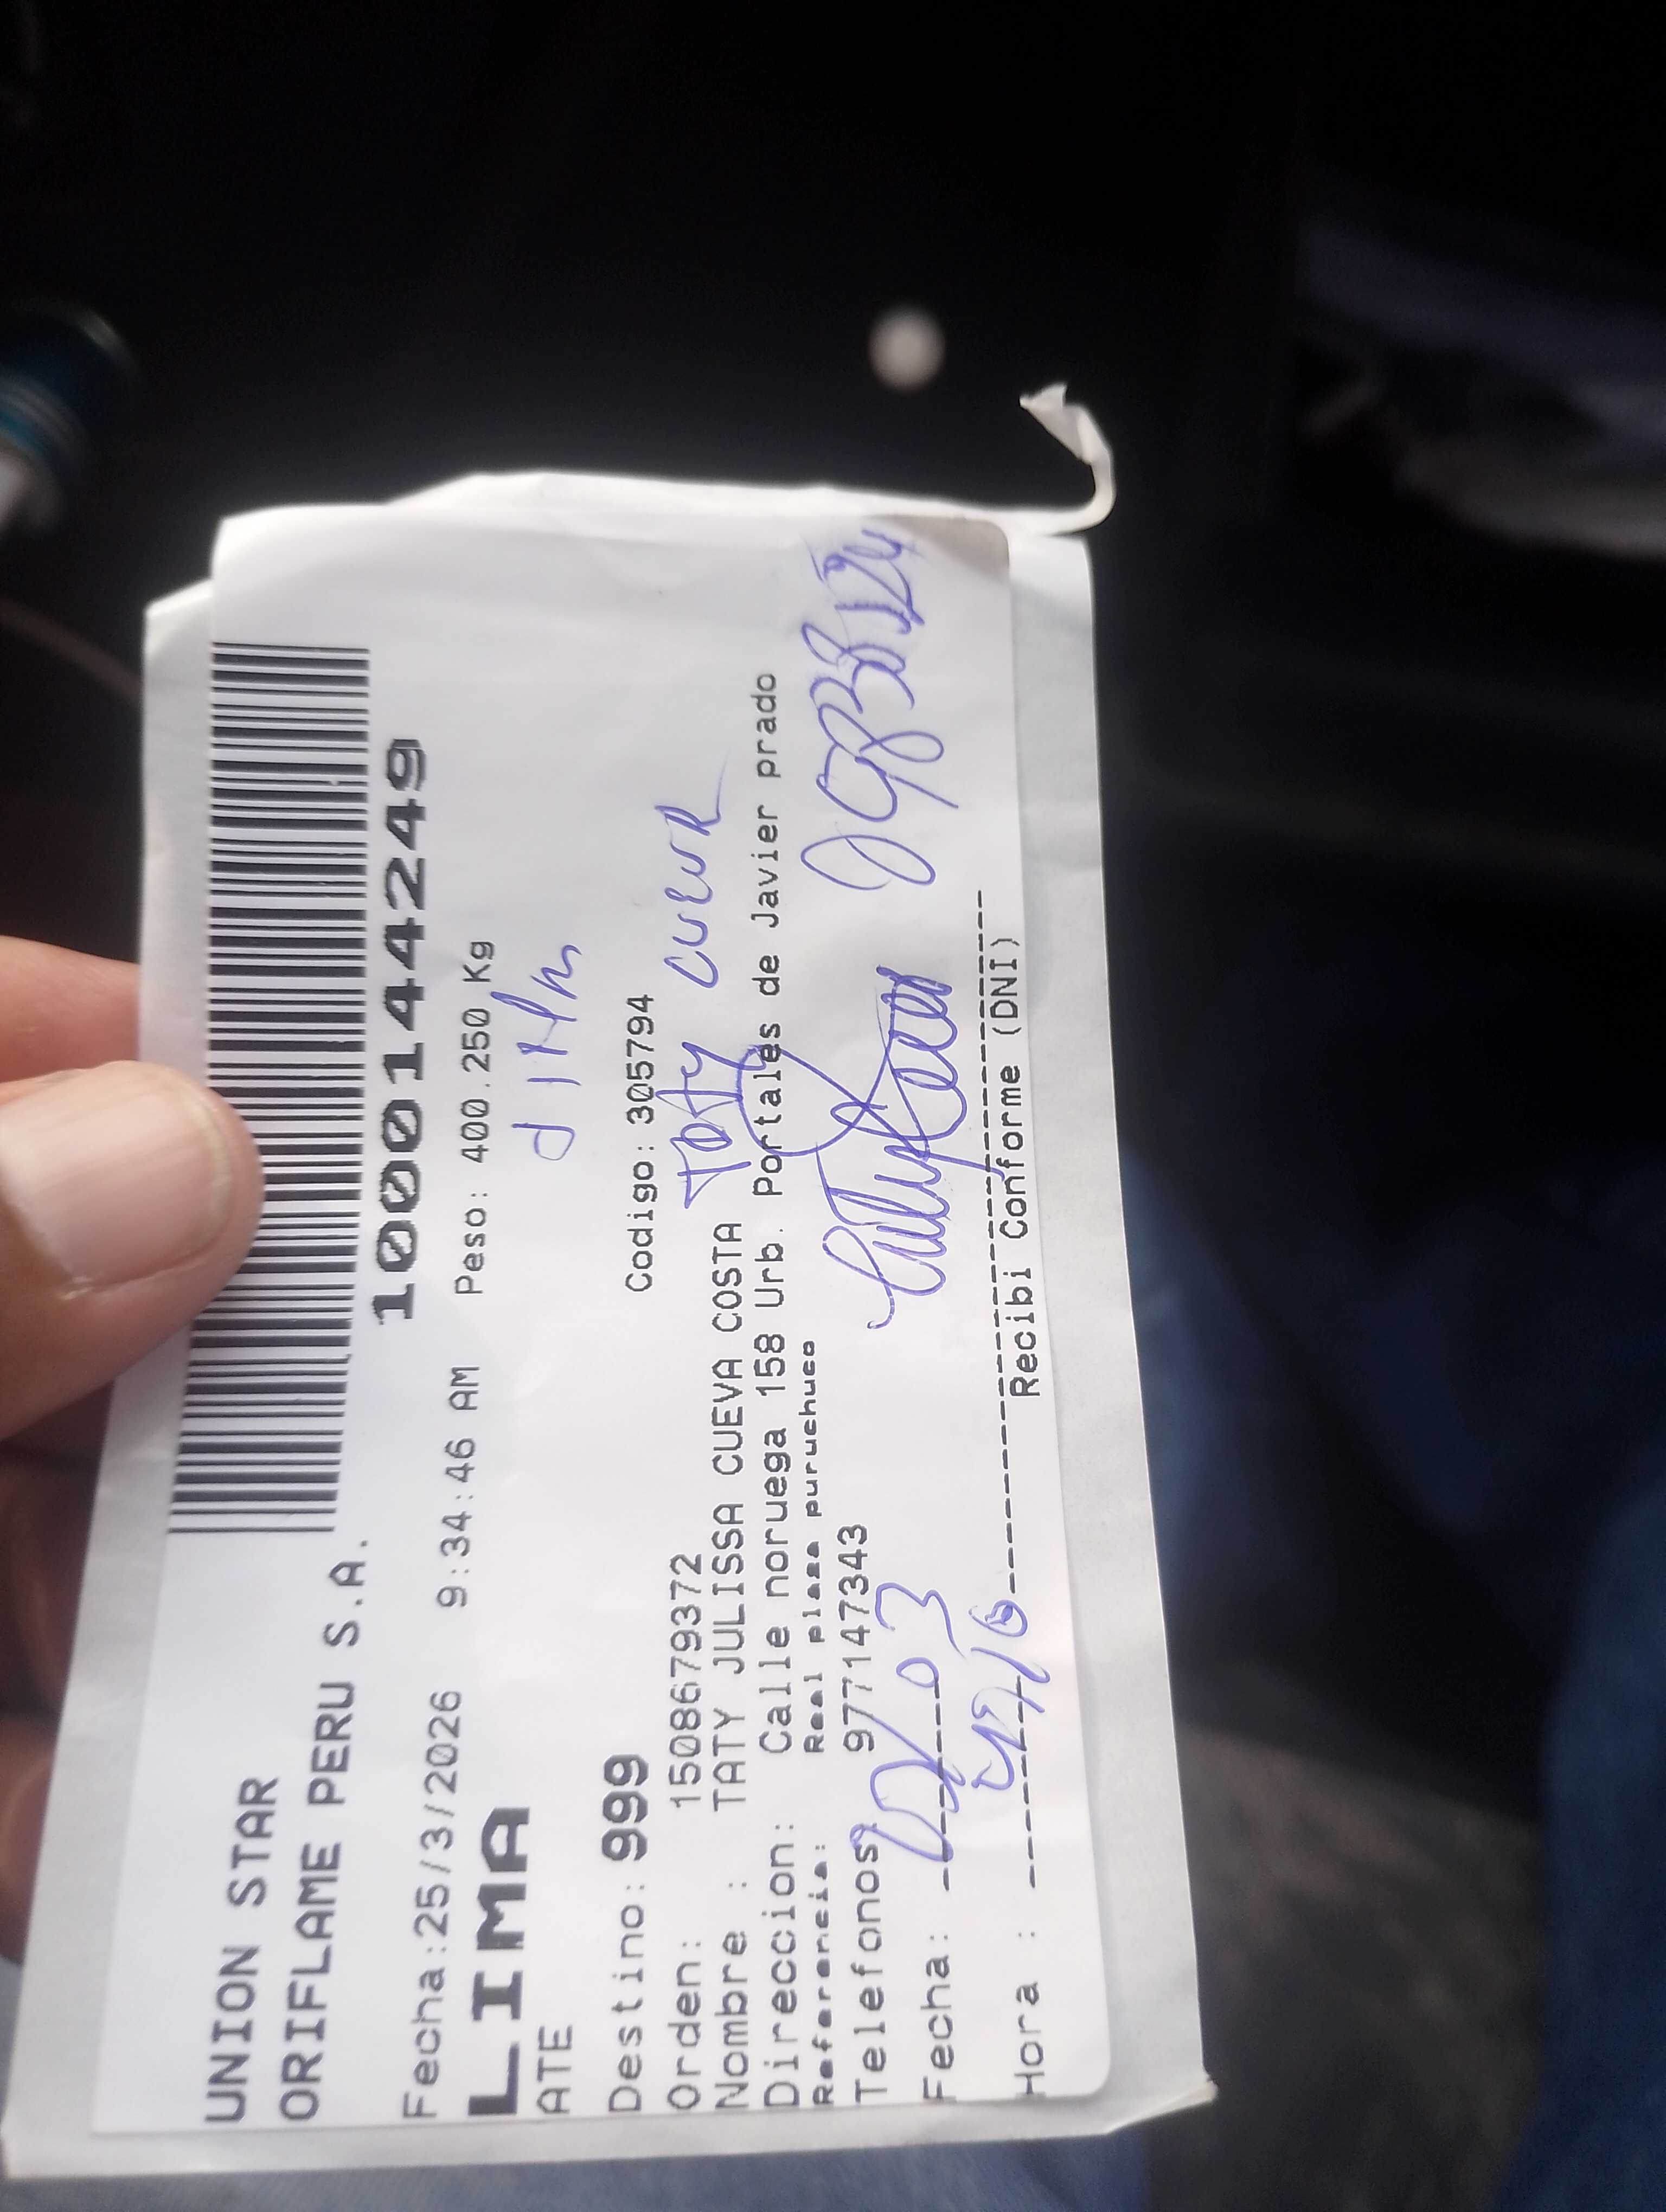 UNION STAR
ORIFLAME PERU S.A.
1000144249
Fecha:25/3/2026 9:34:46 AM Peso: 400.250 Kg
LIMA
ATE
Destino: 999 Codigo: 305794
Orden: 150867937​2
Nombre : TATY JULISSA CUEVA COSTA
Taty Cueva
Direccion: Calle noruega 158 Urb. Portales de Javier prado
Referencia: Real plaza puruchuco
Telefonos: 977147343
Fecha:
Hora :
Recibi Conforme (DNI)